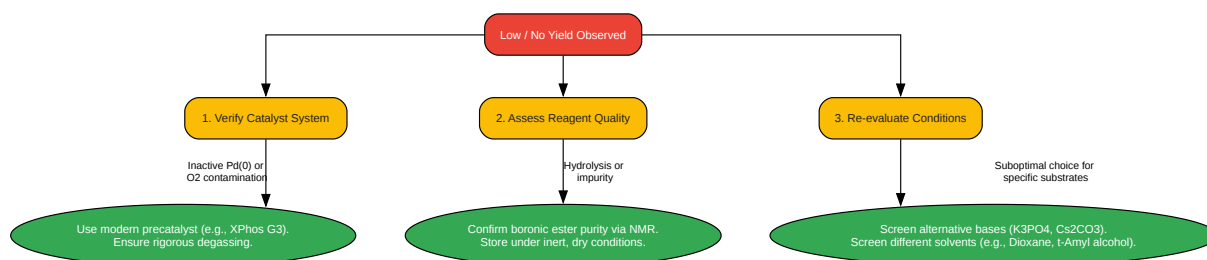 Low / No Yield Observed
1. Verify Catalyst System
2. Assess Reagent Quality
3. Re-evaluate Conditions
Inactive Pd(0) or
O2 contamination
Hydrolysis or
impurity
Suboptimal choice for
specific substrates
Use modern precatalyst (e.g., XPhos G3).
Ensure rigorous degassing.
Confirm boronic ester purity via NMR.
Store under inert, dry conditions.
Screen alternative bases (K3PO4, Cs2CO3).
Screen different solvents (e.g., Dioxane, t-Amyl alcohol).